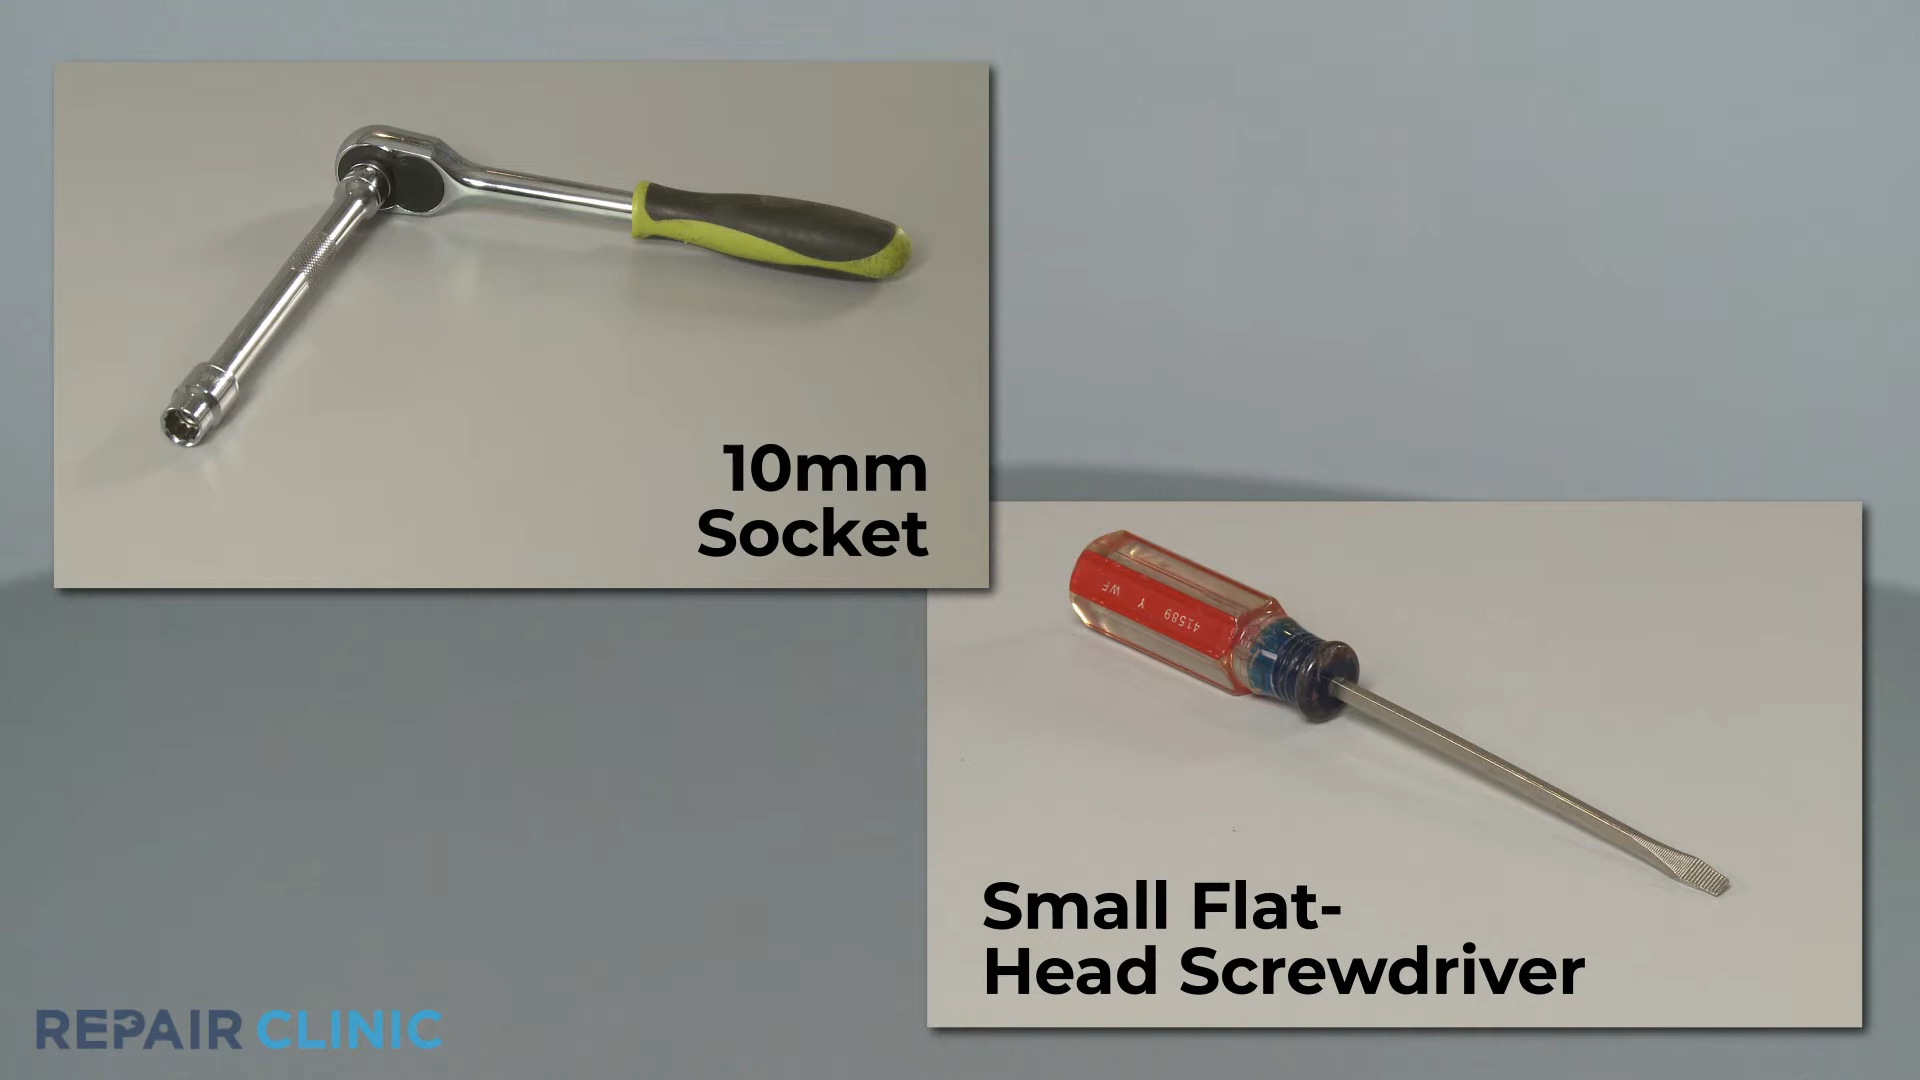 10mm
Socket
41589 Y WF
Small Flat-
Head Screwdriver
REPAIR CLINIC